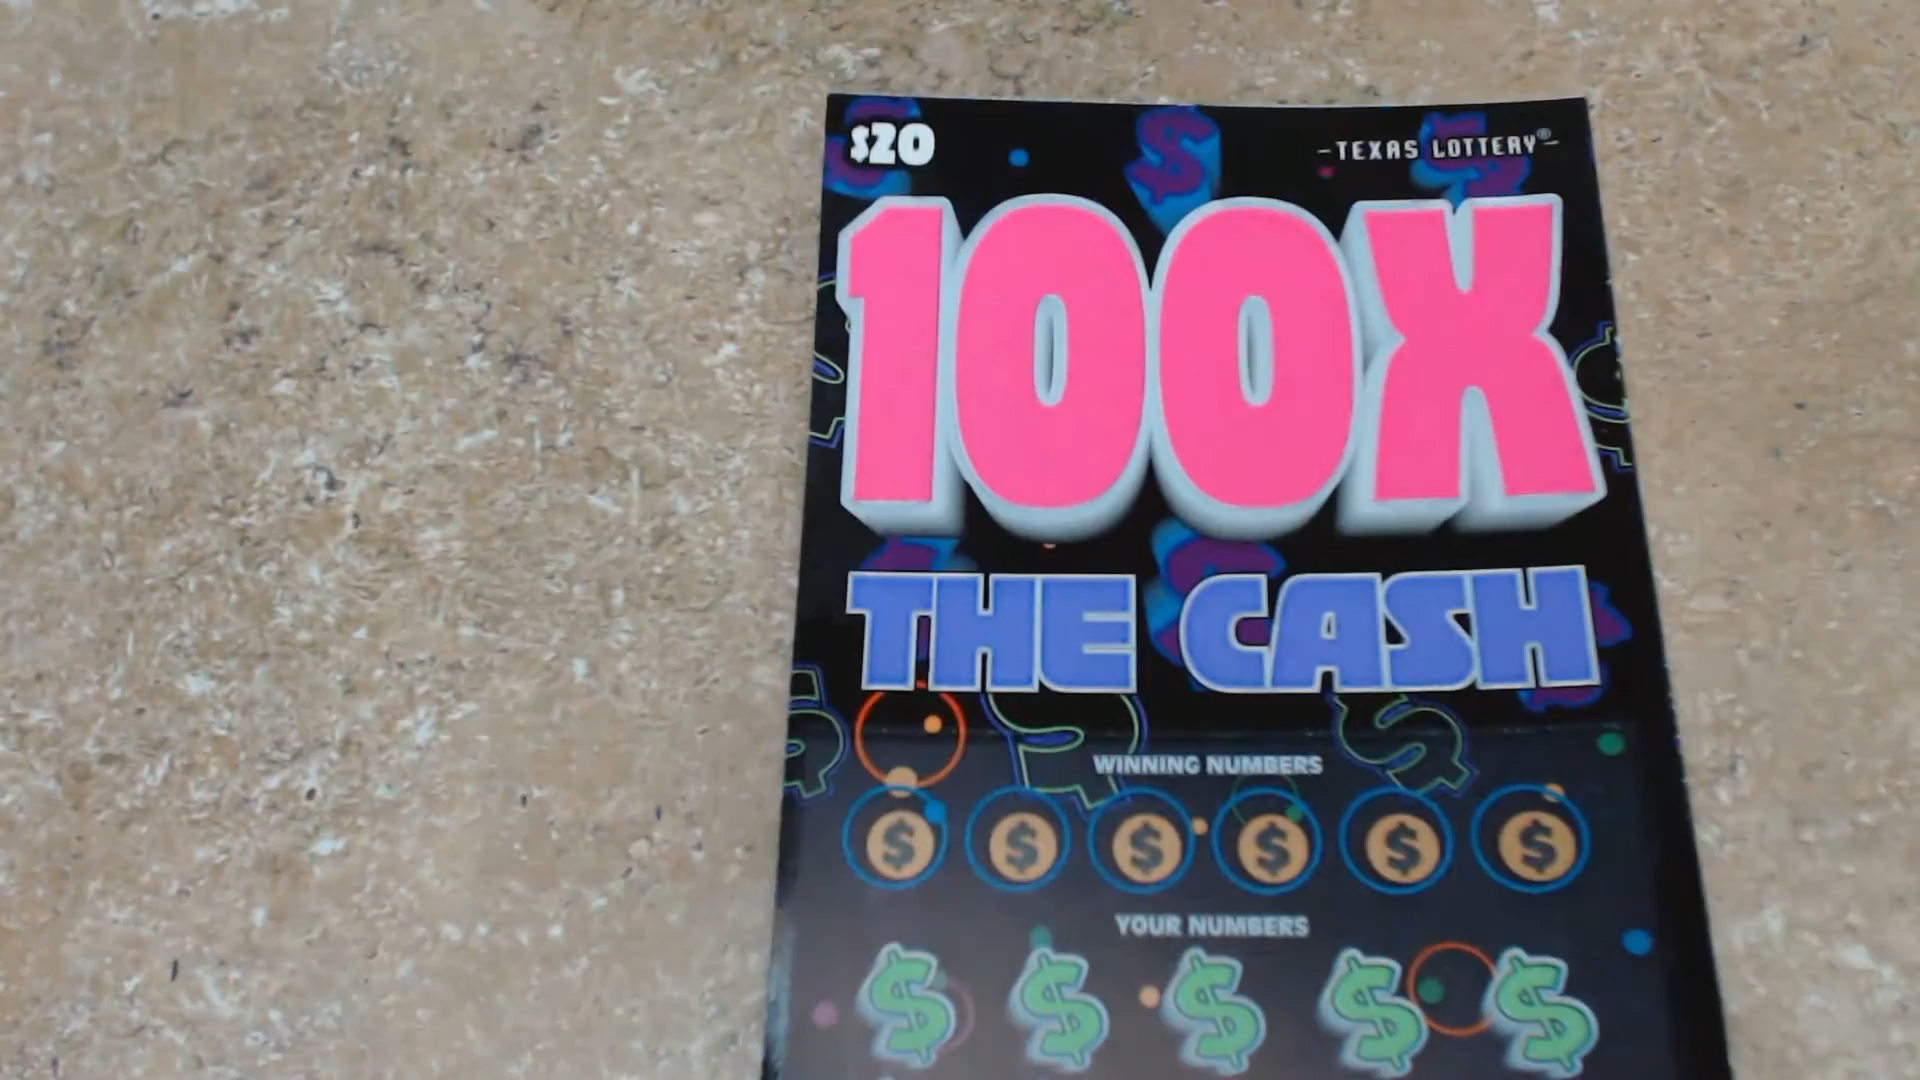 $20
-TEXAS LOTTERY®-
100X
THE CASH
WINNING NUMBERS
$ $ $ $ $ $
YOUR NUMBERS
$ $ $ $ $